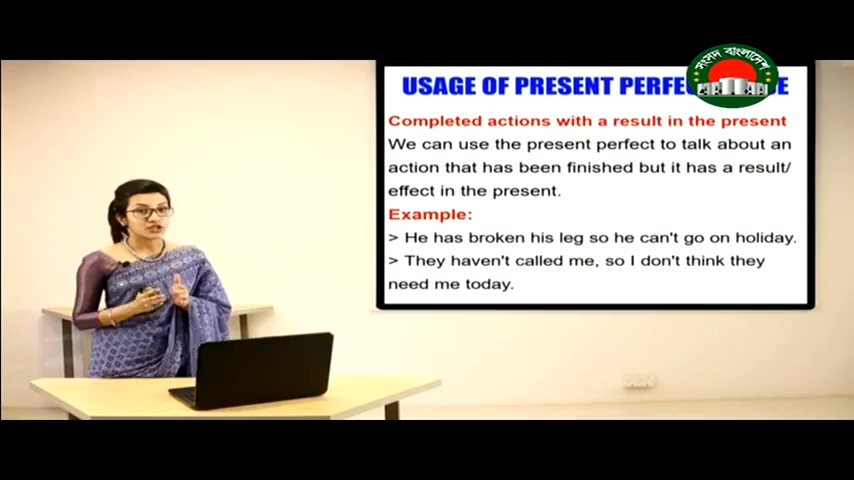 সংসদ বাংলাদেশ
USAGE OF PRESENT
Completed actions with a result in the present
We can use the present perfect to talk about an
action that has been finished but it has a result/
effect in the present.
Example:
> He has broken his leg so he can't go on holiday.
> They haven't called me, so I don't think they
need me today.